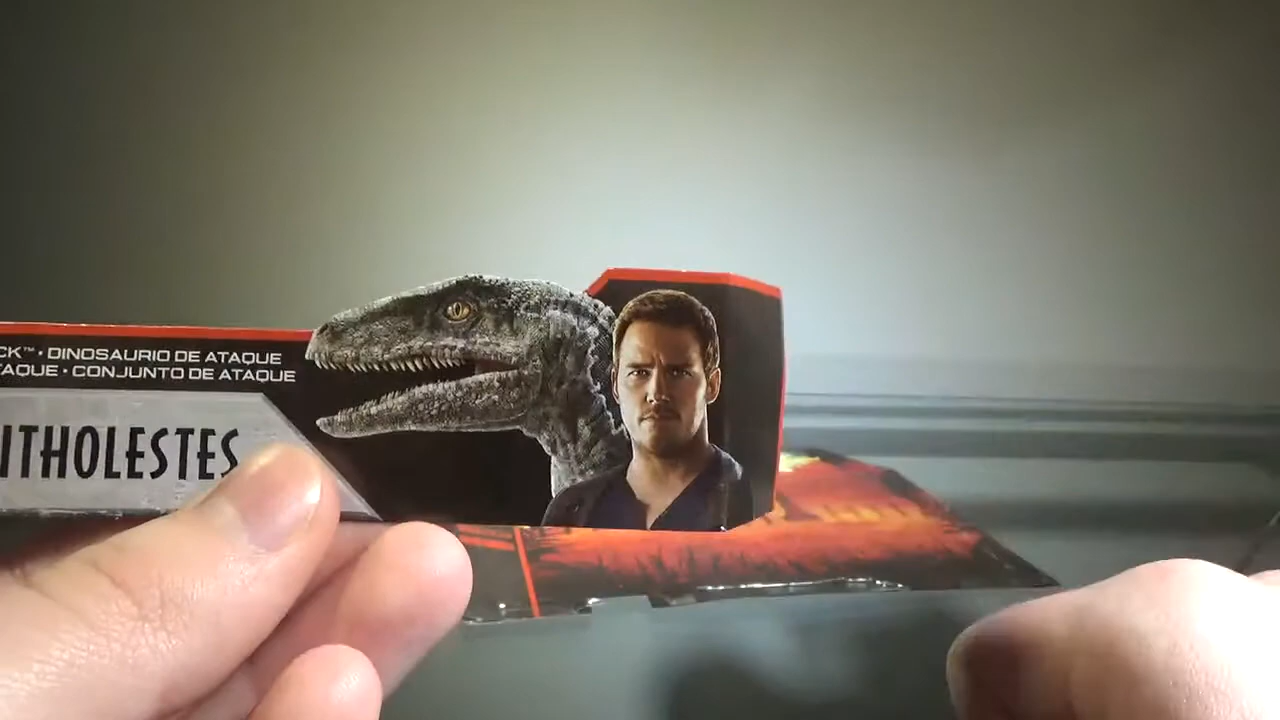 CK™ • DINOSAURIO DE ATAQUE
TAQUE • CONJUNTO DE ATAQUE
ITHOLESTES